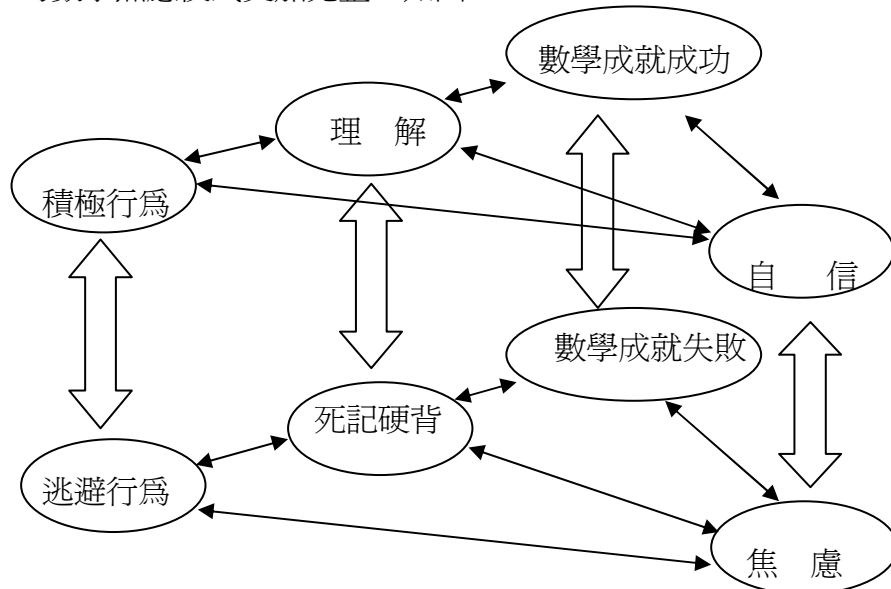 數學成就成功
理 解
積極行爲
自 信
數學成就失敗
死記硬背
逃避行爲
焦 慮